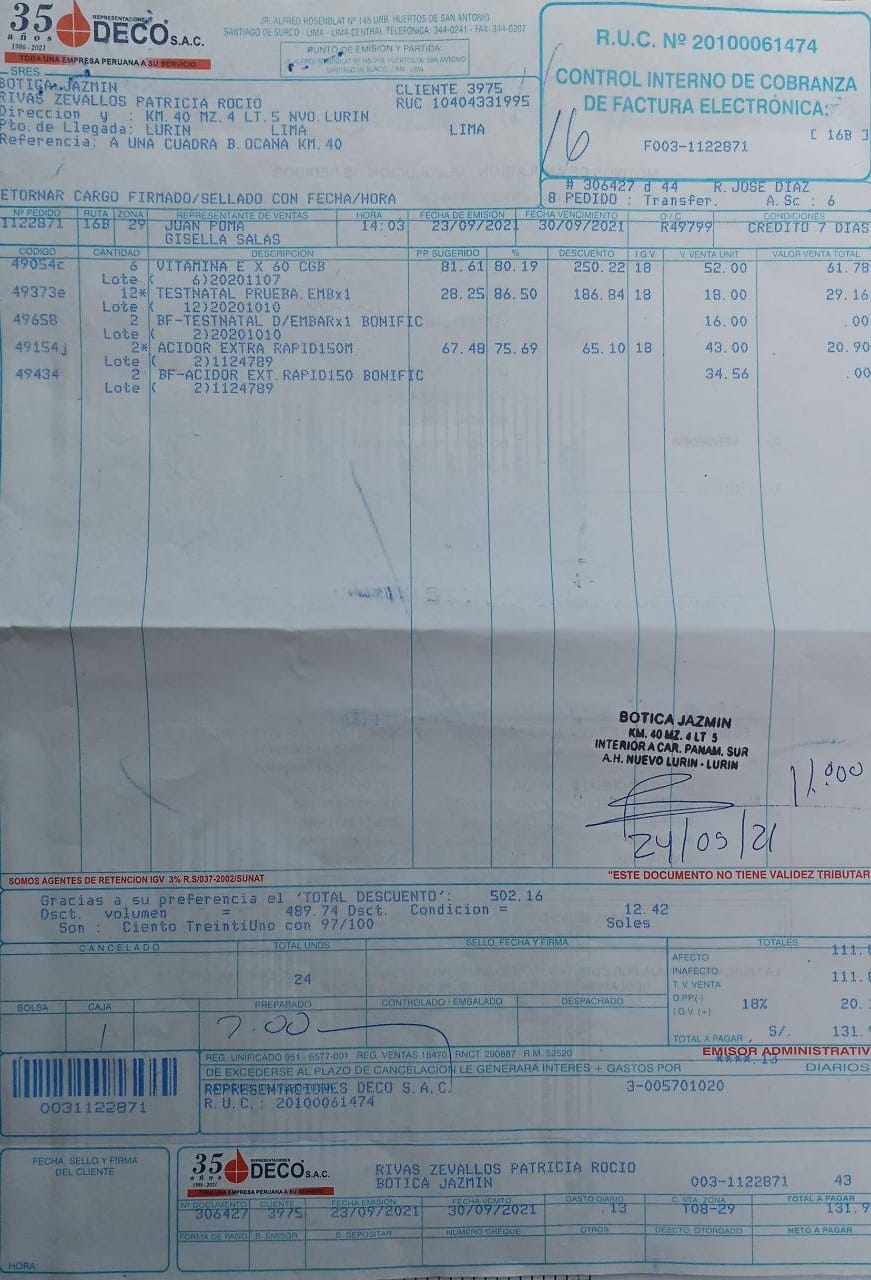 35 años 1986-2021 REPRESENTACIONES DECO S.A.C.
TODA UNA EMPRESA PERUANA A SU SERVICIO
JR. ALFRED ROSENBLAT Nº 145 URB. HUERTOS DE SAN ANTONIO
SANTIAGO DE SURCO - LIMA - LIMA CENTRAL TELEFÓNICA: 344-0241 - FAX: 344-0207
PUNTO DE EMISIÓN Y PARTIDA:
R.U.C. Nº 20100061474
CONTROL INTERNO DE COBRANZA
DE FACTURA ELECTRÓNICA:
[ 16B ]
16
F003-1122871
SRES
BOTICA JAZMIN CLIENTE 3975
RIVAS ZEVALLOS PATRICIA ROCIO RUC 10404331995
Direccion y : KM.40 MZ.4 LT.5 NVO.LURIN
Pto.de Llegada: LURIN LIMA LIMA
Referencia: A UNA CUADRA B.OCANA KM.40
# 306427 d 44 R.JOSE DIAZ
ETORNAR CARGO FIRMADO/SELLADO CON FECHA/HORA
8 PEDIDO : Transfer. A.Sc : 6
Nº PEDIDO RUTA ZONA REPRESENTANTE DE VENTAS HORA FECHA DE EMISION FECHA VENCIMIENTO O/C CONDICIONES
1122871 16B 29 JUAN POMA 14:03 23/09/2021 30/09/2021 R49799 CREDITO 7 DIAS
GISELLA SALAS
CODIGO CANTIDAD DESCRIPCION PP. SUGERIDO % DESCUENTO I.G.V V.VENTA UNIT VALOR VENTA TOTAL
49054c 6 VITAMINA E X 60 CGB 81.61 80.19 250.22 18 52.00 61.78
Lote ( 6)20201107
49373e 12* TESTNATAL PRUEBA.EMBx1 28.25 86.50 186.84 18 18.00 29.16
Lote ( 12)20201010
49658 2 BF-TESTNATAL D/EMBARx1 BONIFIC 16.00 .00
Lote ( 2)20201010
49154j 2* ACIDOR EXTRA RAPID150M 67.48 75.69 65.10 18 43.00 20.90
Lote ( 2)1124789
49434 2 BF-ACIDOR EXT.RAPID150 BONIFIC 34.56 .00
Lote ( 2)1124789
BOTICA JAZMIN
KM. 40 MZ. 4 LT 5
INTERIOR A CAR. PANAM. SUR
A.H. NUEVO LURIN - LURIN
24/09/21
SOMOS AGENTES DE RETENCION IGV 3% R.S/037-2002/SUNAT
"ESTE DOCUMENTO NO TIENE VALIDEZ TRIBUTAR
Gracias a su preferencia el 'TOTAL DESCUENTO': 502.16
Dsct. volumen = 489.74 Dsct. Condicion = 12.42
Son : Ciento TreintiUno con 97/100 Soles
CANCELADO TOTAL UNDS. SELLO, FECHA Y FIRMA TOTALES
24
AFECTO 111.8
INAFECTO
T. V. VENTA 111.8
D.PP(-)
I.G.V (+) 18% 20.
TOTAL A PAGAR S/. 131.9
BOLSA CAJA PREPARADO CONTROLADO / EMBALADO DESPACHADO
1 7.00
EMISOR ADMINISTRATIV
REG. UNIFICADO 951 - 6577-001 REG. VENTAS 18470 RNCT. 290887 - R.M. 52520
DE EXCEDERSE AL PLAZO DE CANCELACION LE GENERARA INTERES + GASTOS POR ****.13 DIARIOS
REPRESENTACIONES DECO S.A.C. 3-005701020
R.U.C.: 20100061474
0031122871
FECHA, SELLO Y FIRMA
DEL CLIENTE
HORA:
35 años 1986-2021 REPRESENTACIONES DECO S.A.C.
TODA UNA EMPRESA PERUANA A SU SERVICIO
RIVAS ZEVALLOS PATRICIA ROCIO
BOTICA JAZMIN 003-1122871 43
Nº DOCUMENTO CLIENTE FECHA EMISION FECHA VCMTO. GASTO DIARIO C. VTA. ZONA TOTAL A PAGAR
306427 3975 23/09/2021 30/09/2021 .13 T08-29 131.9
FORMA DE PAGO B. EMISOR B. DEPOSITAR NUMERO CHEQUE OTROS DESCTO. OTORGADO NETO A PAGAR